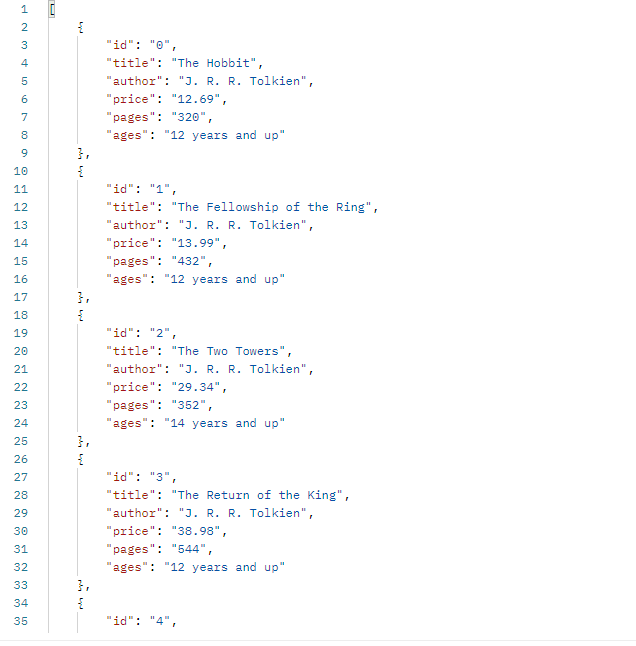 1 [
2 {
3 "id": "0",
4 "title": "The Hobbit",
5 "author": "J. R. R. Tolkien",
6 "price": "12.69",
7 "pages": "320",
8 "ages": "12 years and up"
9 },
10 {
11 "id": "1",
12 "title": "The Fellowship of the Ring",
13 "author": "J. R. R. Tolkien",
14 "price": "13.99",
15 "pages": "432",
16 "ages": "12 years and up"
17 },
18 {
19 "id": "2",
20 "title": "The Two Towers",
21 "author": "J. R. R. Tolkien",
22 "price": "29.34",
23 "pages": "352",
24 "ages": "14 years and up"
25 },
26 {
27 "id": "3",
28 "title": "The Return of the King",
29 "author": "J. R. R. Tolkien",
30 "price": "38.98",
31 "pages": "544",
32 "ages": "12 years and up"
33 },
34 {
35 "id": "4",